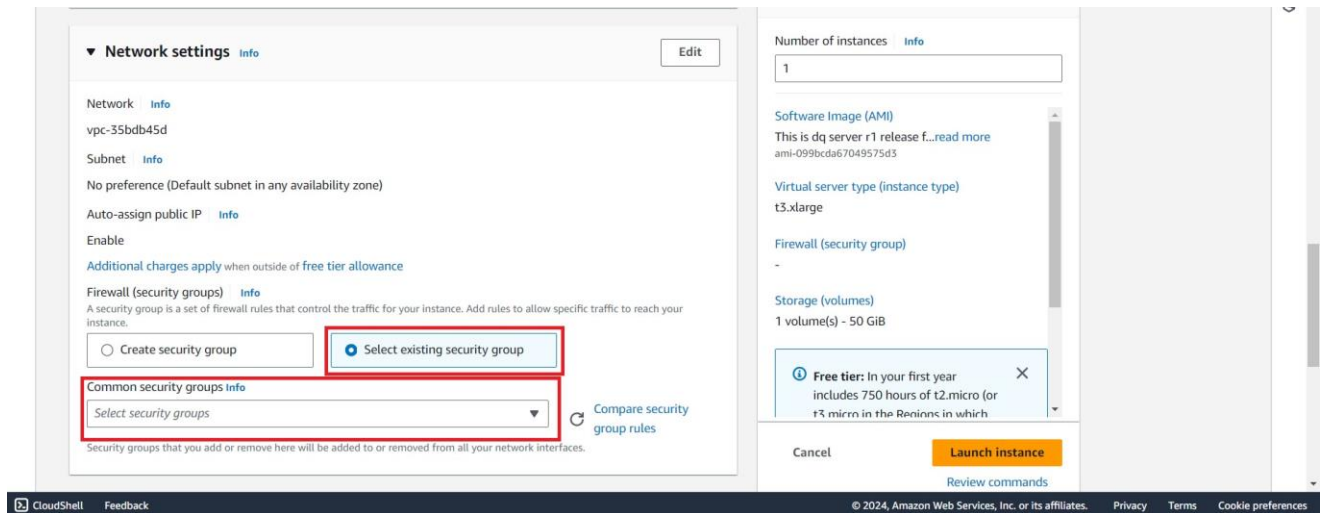 Network settings Info
Edit
Network Info
vpc-35bdb45d
Subnet Info
No preference (Default subnet in any availability zone)
Auto-assign public IP Info
Enable
Additional charges apply when outside of free tier allowance
Firewall (security groups) Info
A security group is a set of firewall rules that control the traffic for your instance. Add rules to allow specific traffic to reach your
instance.
Create security group
Select existing security group
Common security groups Info
Select security groups
Compare security
group rules
Security groups that you add or remove here will be added to or removed from all your network interfaces.
Number of instances Info
1
Software Image (AMI)
This is dq server r1 release f...read more
ami-099bcda67049575d3
Virtual server type (instance type)
t3.xlarge
Firewall (security group)
-
Storage (volumes)
1 volume(s) - 50 GiB
Free tier: In your first year
includes 750 hours of t2.micro (or
t3.micro in the Regions in which
Cancel
Launch instance
Review commands
CloudShell Feedback
© 2024, Amazon Web Services, Inc. or its affiliates. Privacy Terms Cookie preferences